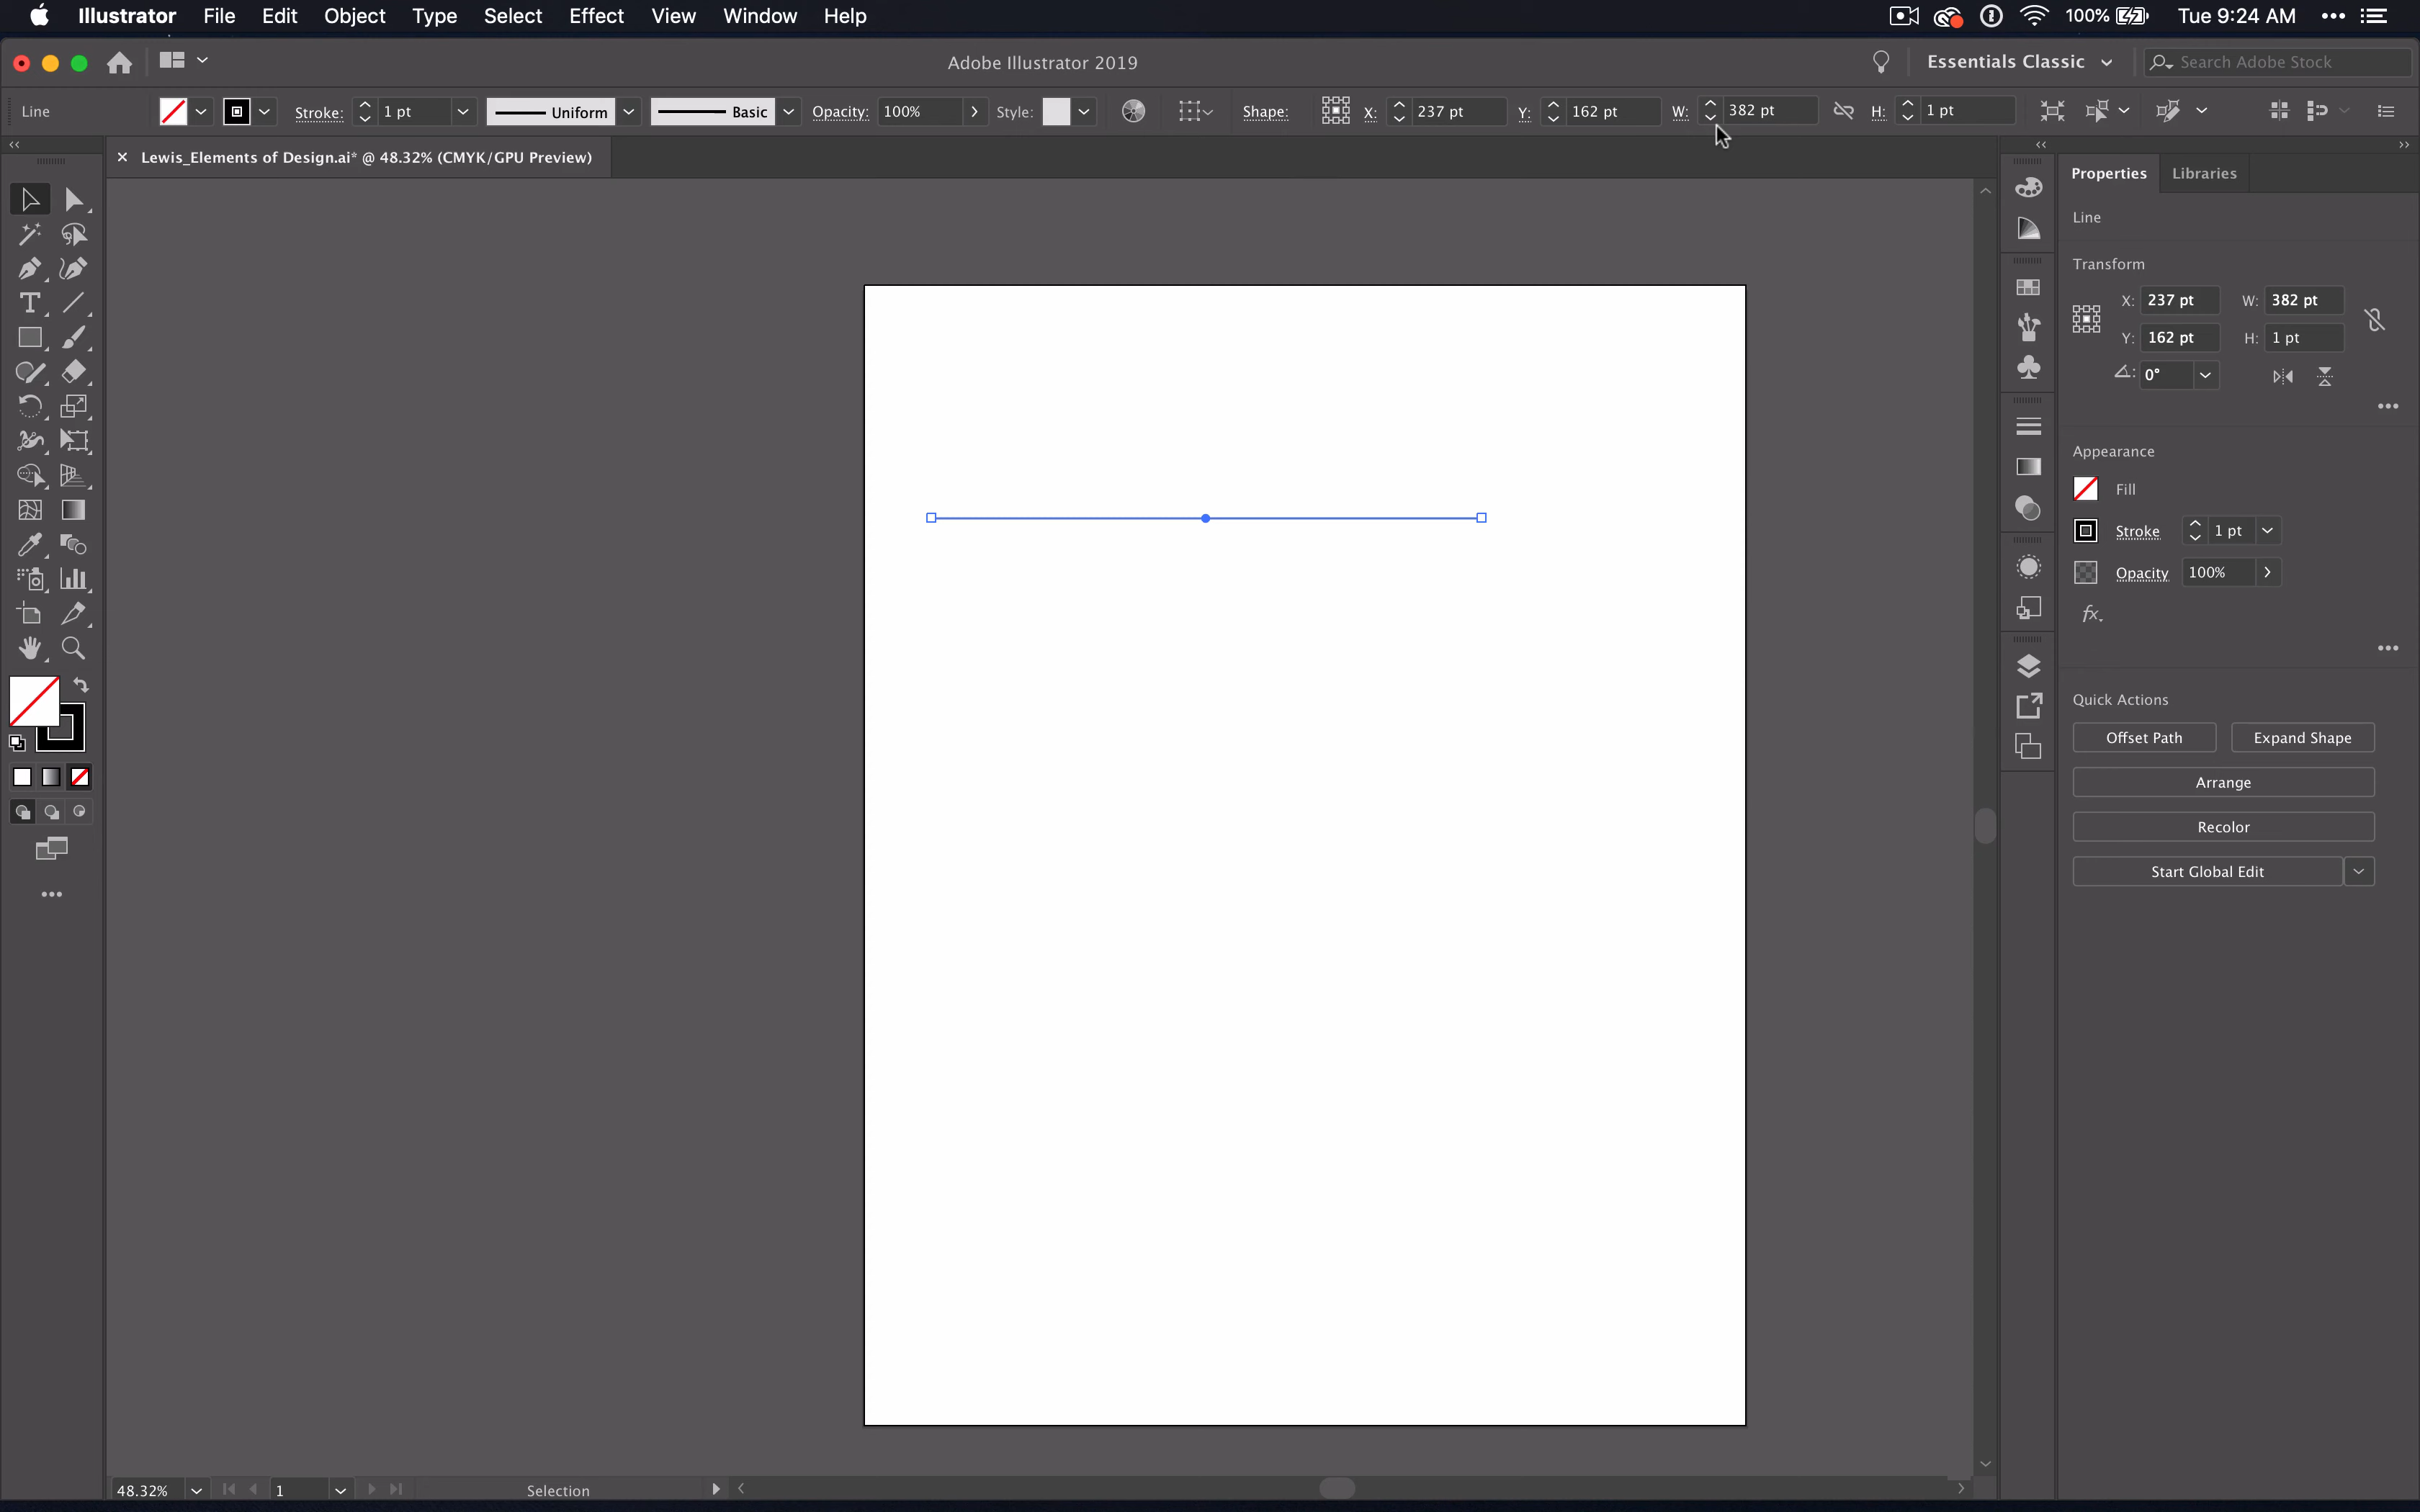 Illustrator File Edit Object Type Select Effect View Window Help 100% Tue 9:24 AM
Adobe Illustrator 2019 Essentials Classic Search Adobe Stock
Line Stroke: 1 pt Uniform Basic Opacity: 100% Style: Shape: X: 237 pt Y: 162 pt W: 382 pt H: 1 pt
Lewis_Elements of Design.ai* @ 48.32% (CMYK/GPU Preview)
Properties Libraries
Line
Transform
X: 237 pt W: 382 pt
Y: 162 pt H: 1 pt
0°
Appearance
Fill
Stroke 1 pt
Opacity 100%
fx
Quick Actions
Offset Path Expand Shape
Arrange
Recolor
Start Global Edit
48.32% 1 Selection